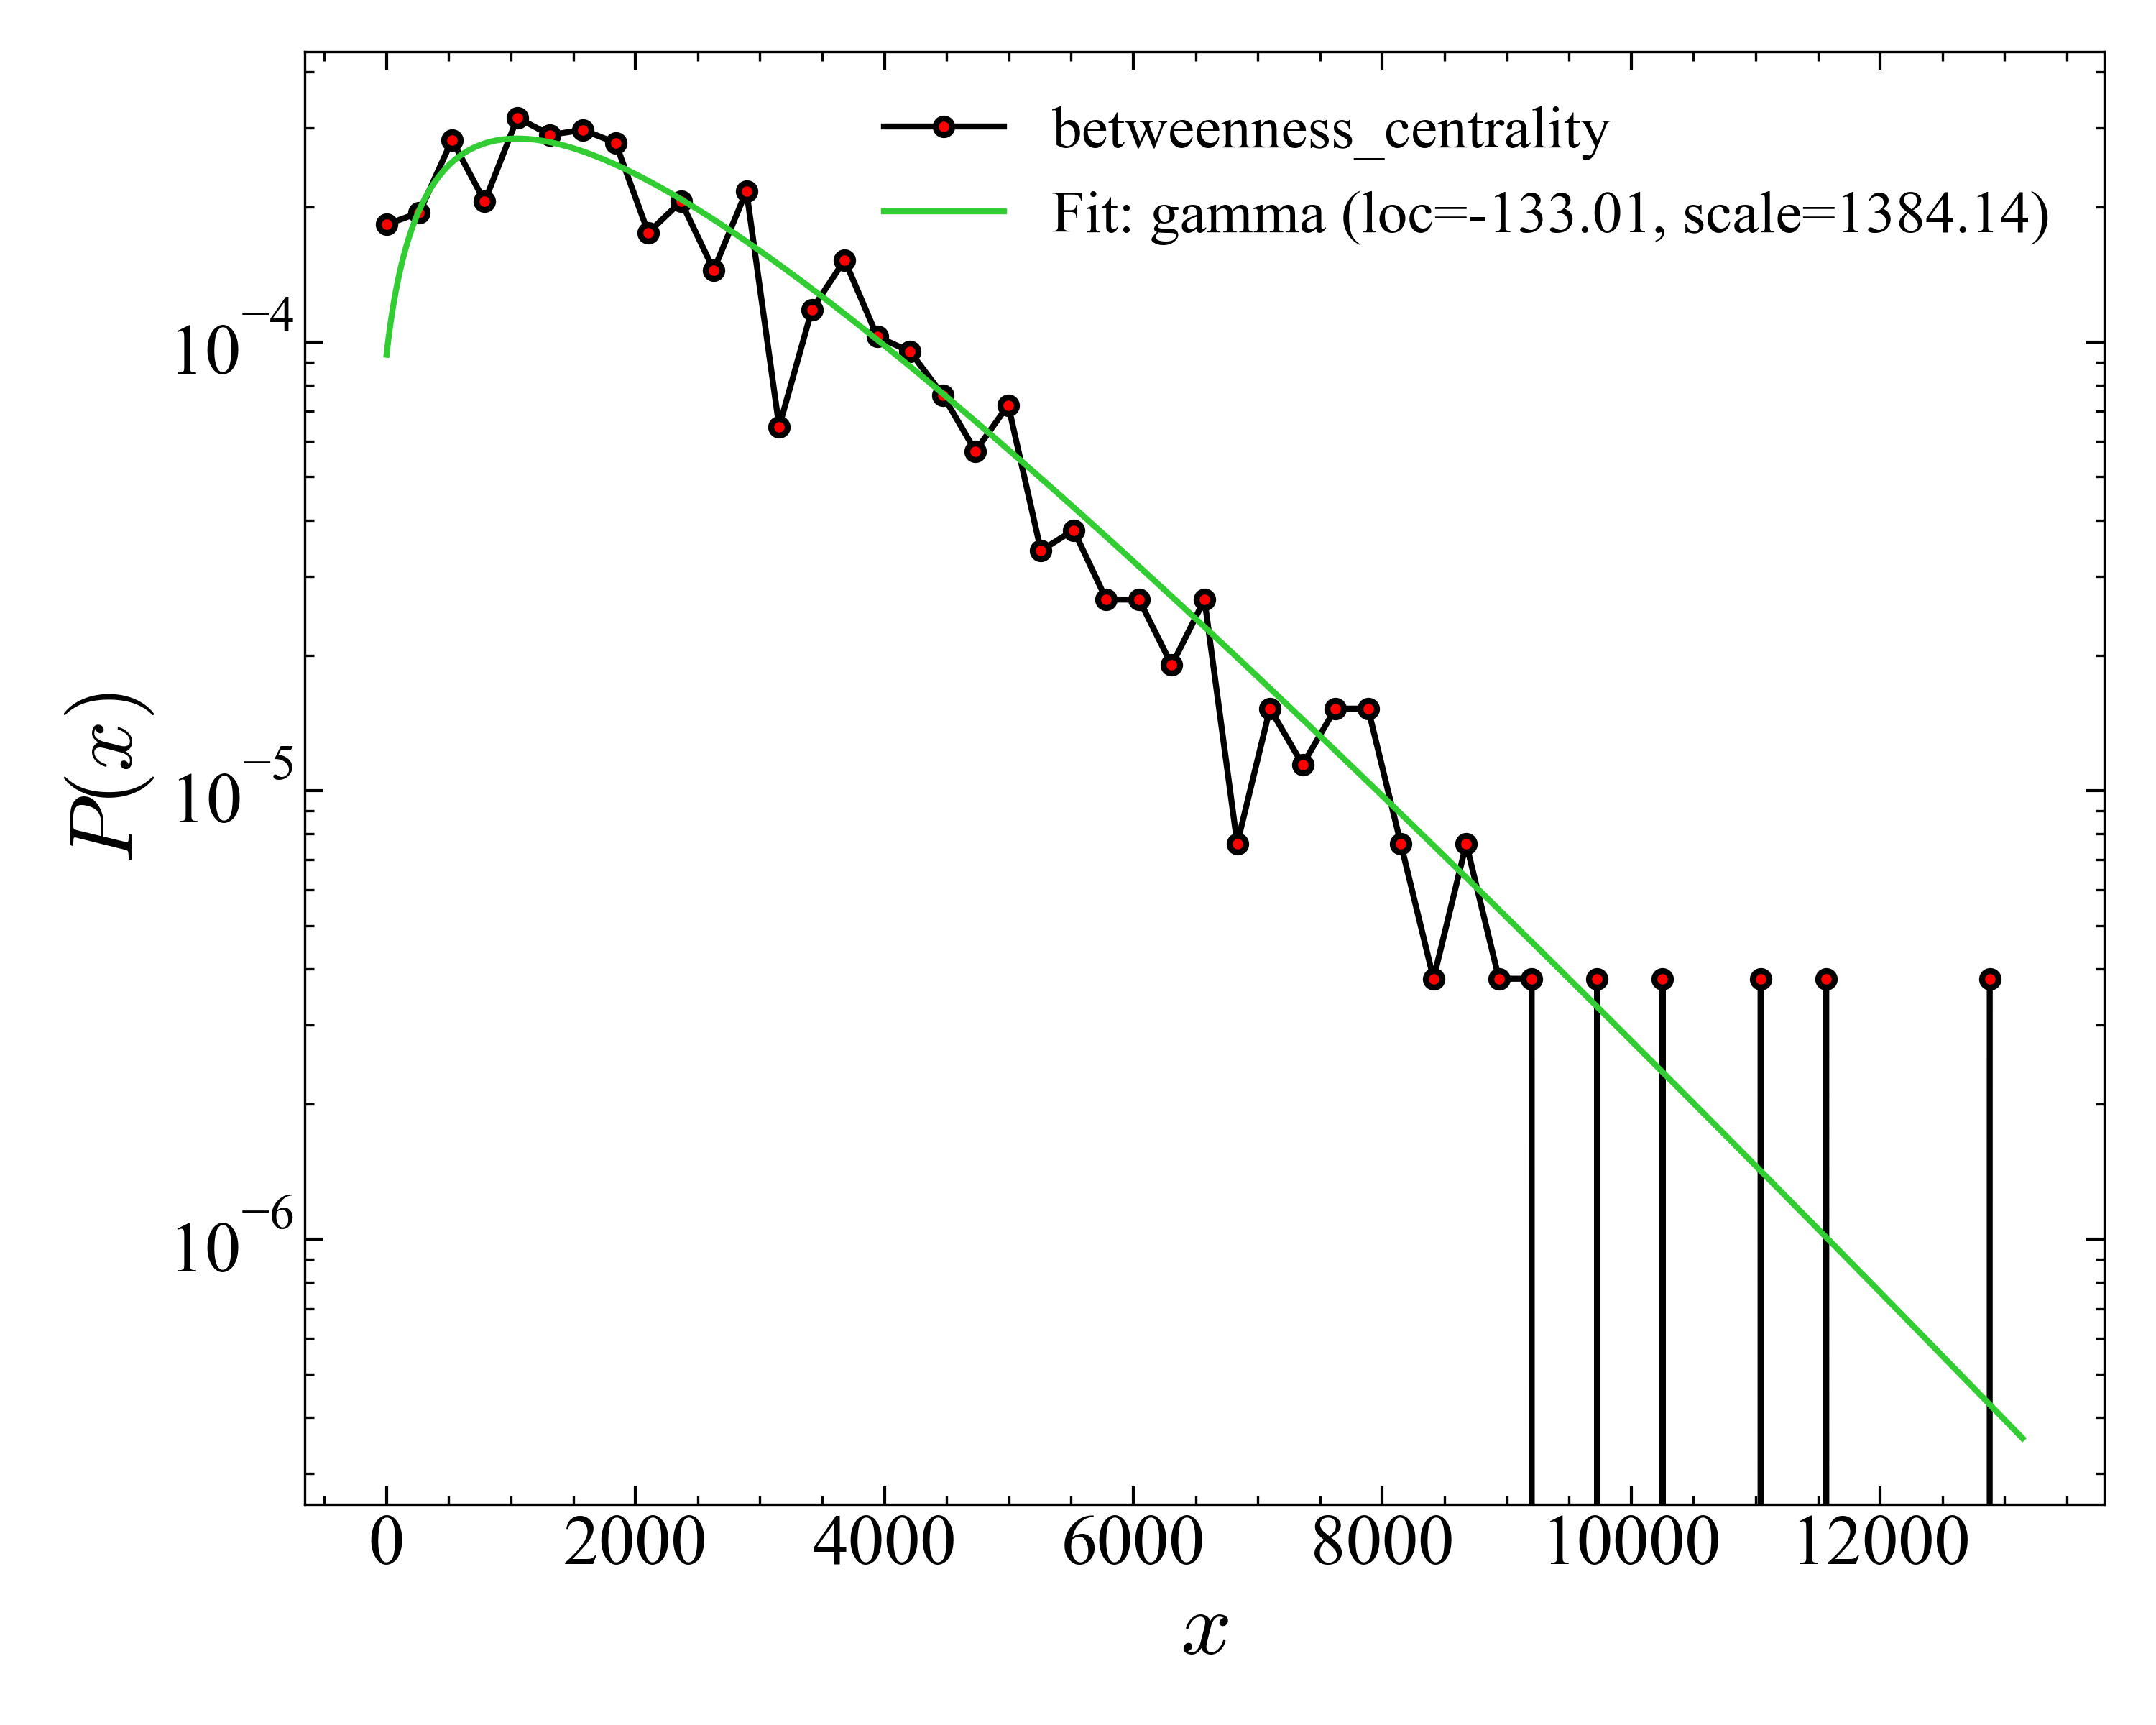 betweenness_centrality
Fit: gamma (loc=-133.01, scale=1384.14)
10⁻⁴
10⁻⁵
10⁻⁶
P(x)
0 2000 4000 6000 8000 10000 12000
x